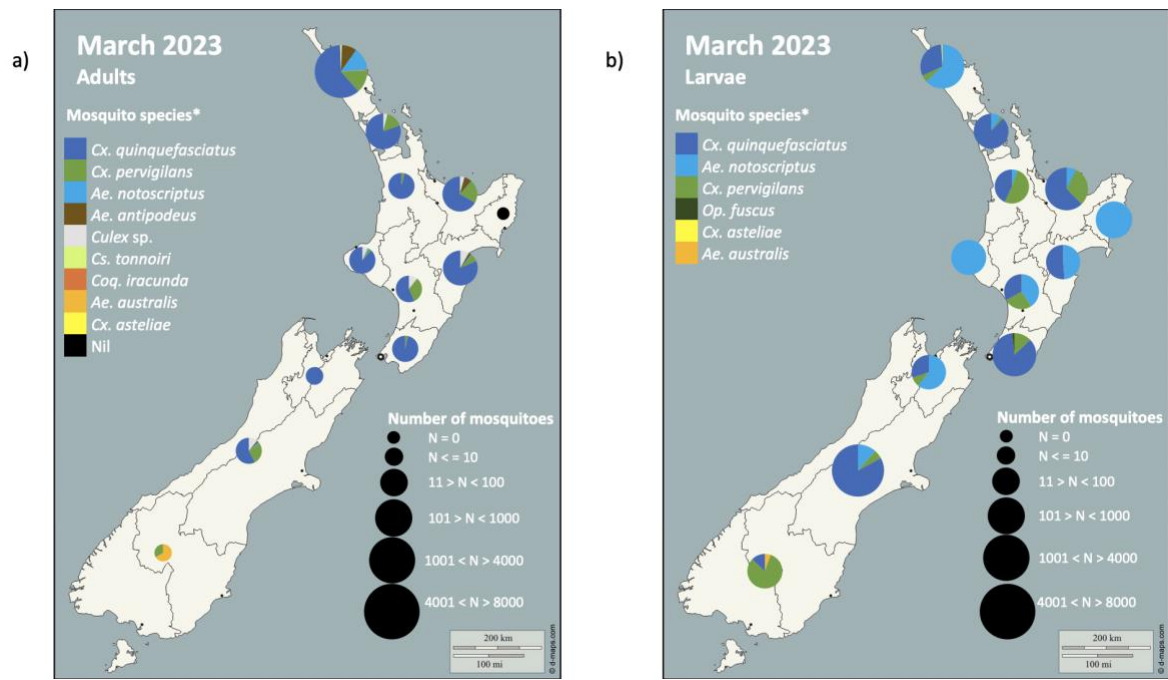 a)
March 2023
Adults
Mosquito species*
Cx. quinquefasciatus
Cx. pervigilans
Ae. notoscriptus
Ae. antipodeus
Culex sp.
Cs. tonnoiri
Coq. iracunda
Ae. australis
Cx. asteliae
Nil
Number of mosquitoes
N = 0
N <= 10
11 > N < 100
101 > N < 1000
1001 < N > 4000
4001 < N > 8000
200 km
100 mi
© d-maps.com
b)
March 2023
Larvae
Mosquito species*
Cx. quinquefasciatus
Ae. notoscriptus
Cx. pervigilans
Op. fuscus
Cx. asteliae
Ae. australis
Number of mosquitoes
N = 0
N <= 10
11 > N < 100
101 > N < 1000
1001 < N > 4000
4001 < N > 8000
200 km
100 mi
© d-maps.com